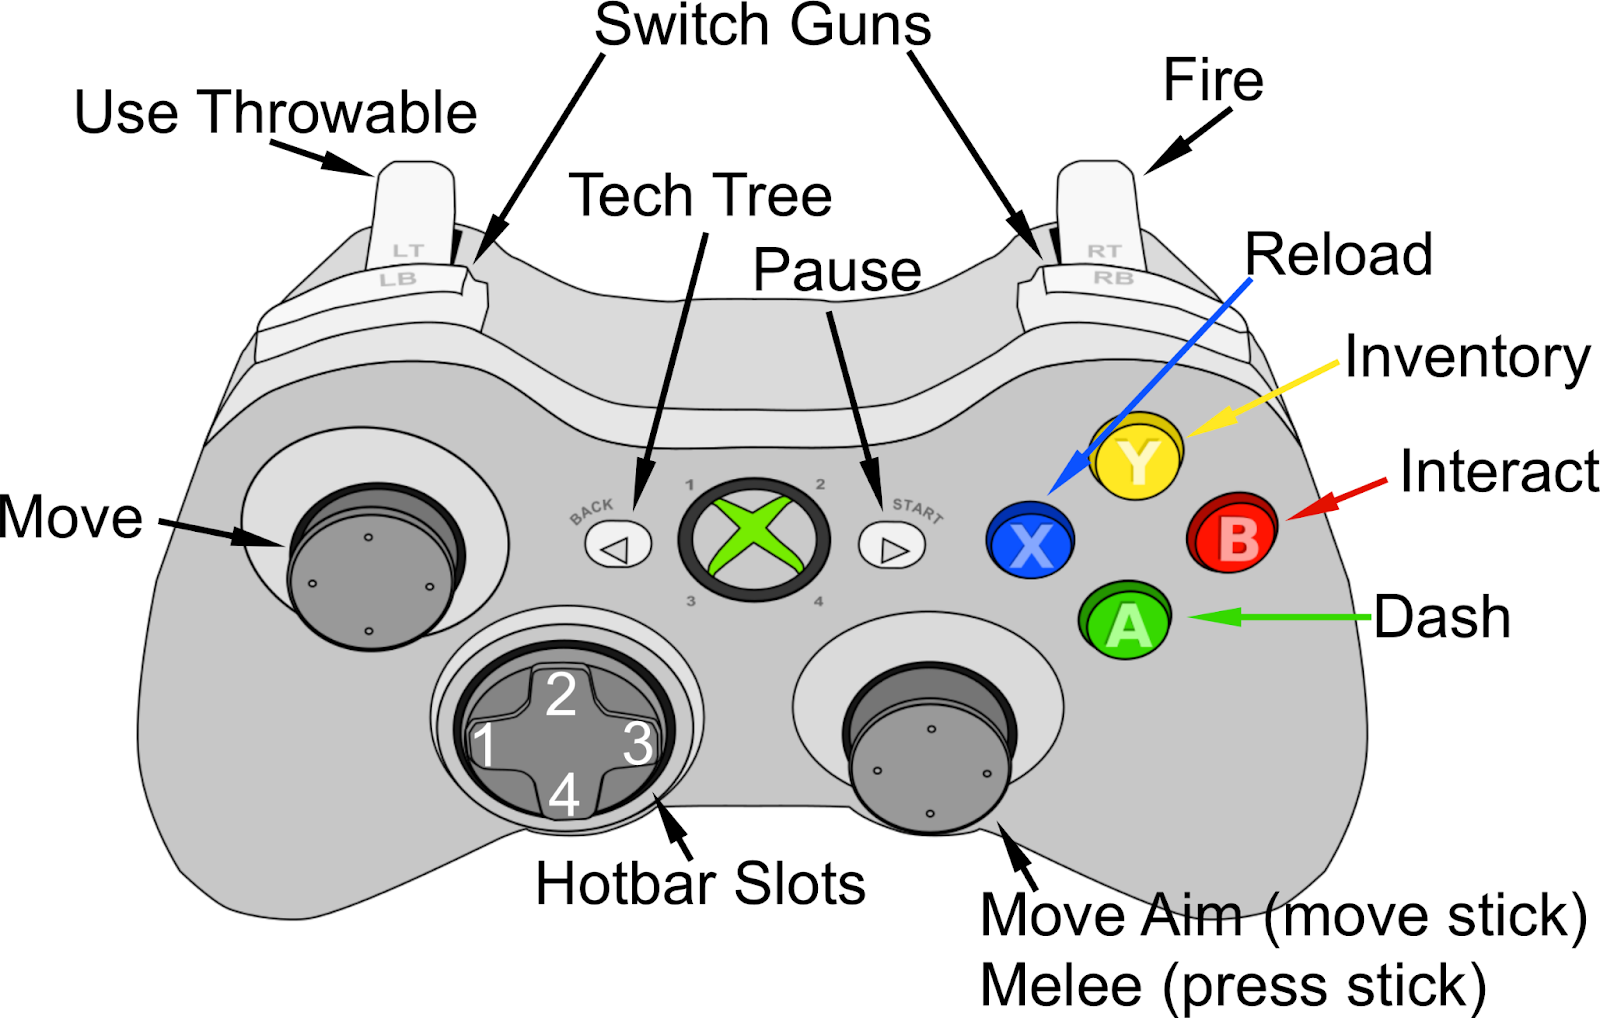 Switch Guns
Fire
Use Throwable
Tech Tree
LT
RT
Reload
Pause
LB
RB
Inventory
Y
Interact
1
2
BACK
START
Move
X
B
3
4
A
Dash
2
1
3
4
Hotbar Slots
Move Aim (move stick)
Melee (press stick)